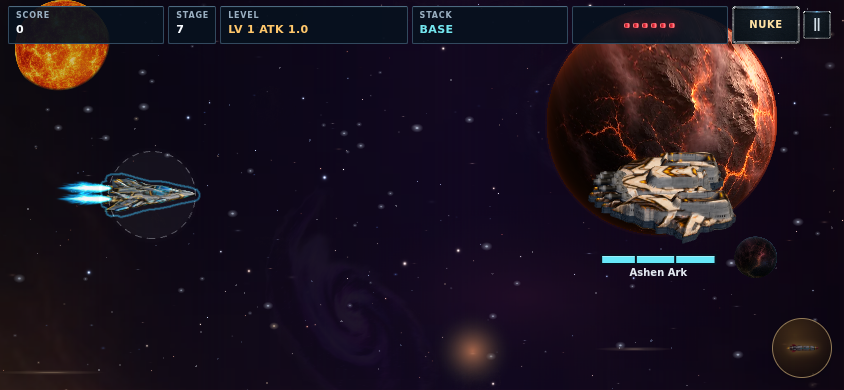 SCORE
0
STAGE
7
LEVEL
LV 1 ATK 1.0
STACK
BASE
NUKE
Ashen Ark